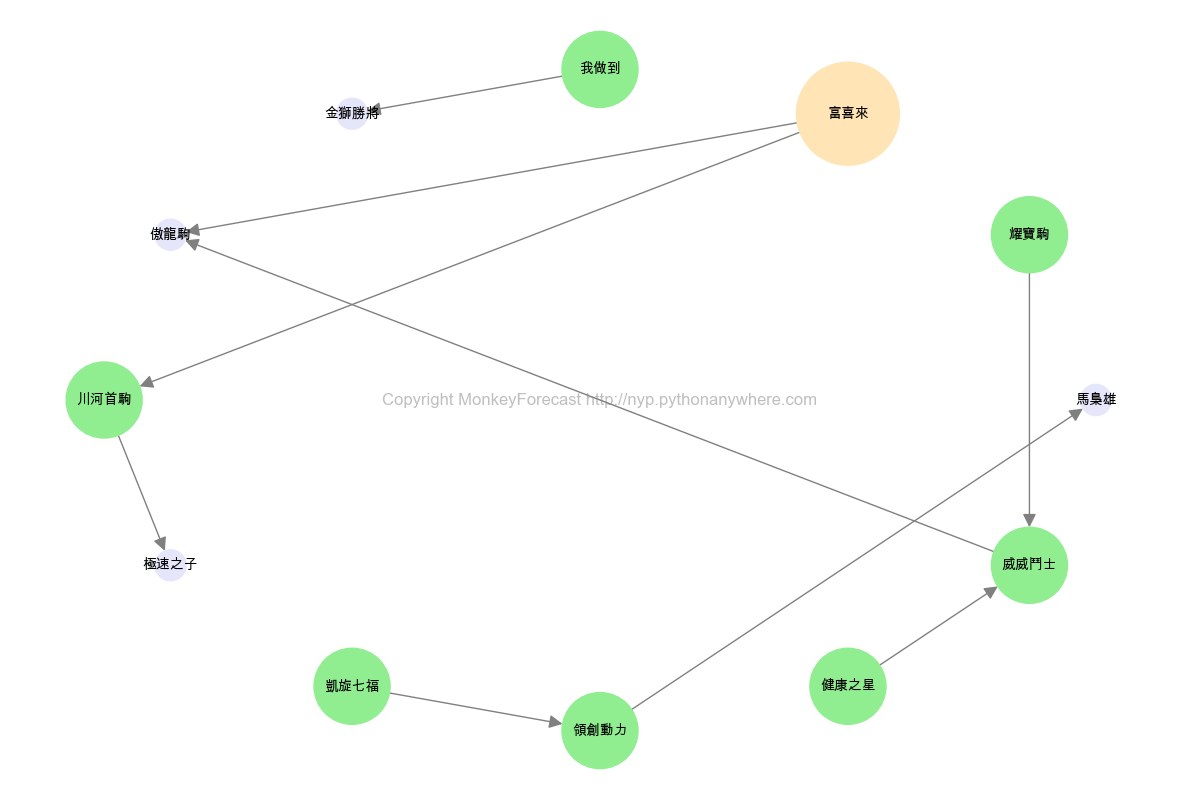 我做到
金獅勝將
富喜來
傲龍駒
耀寶駒
川河首駒
Copyright MonkeyForecast http://nyp.pythonanywhere.com
馬梟雄
極速之子
威威鬥士
凱旋七福
健康之星
領創動力